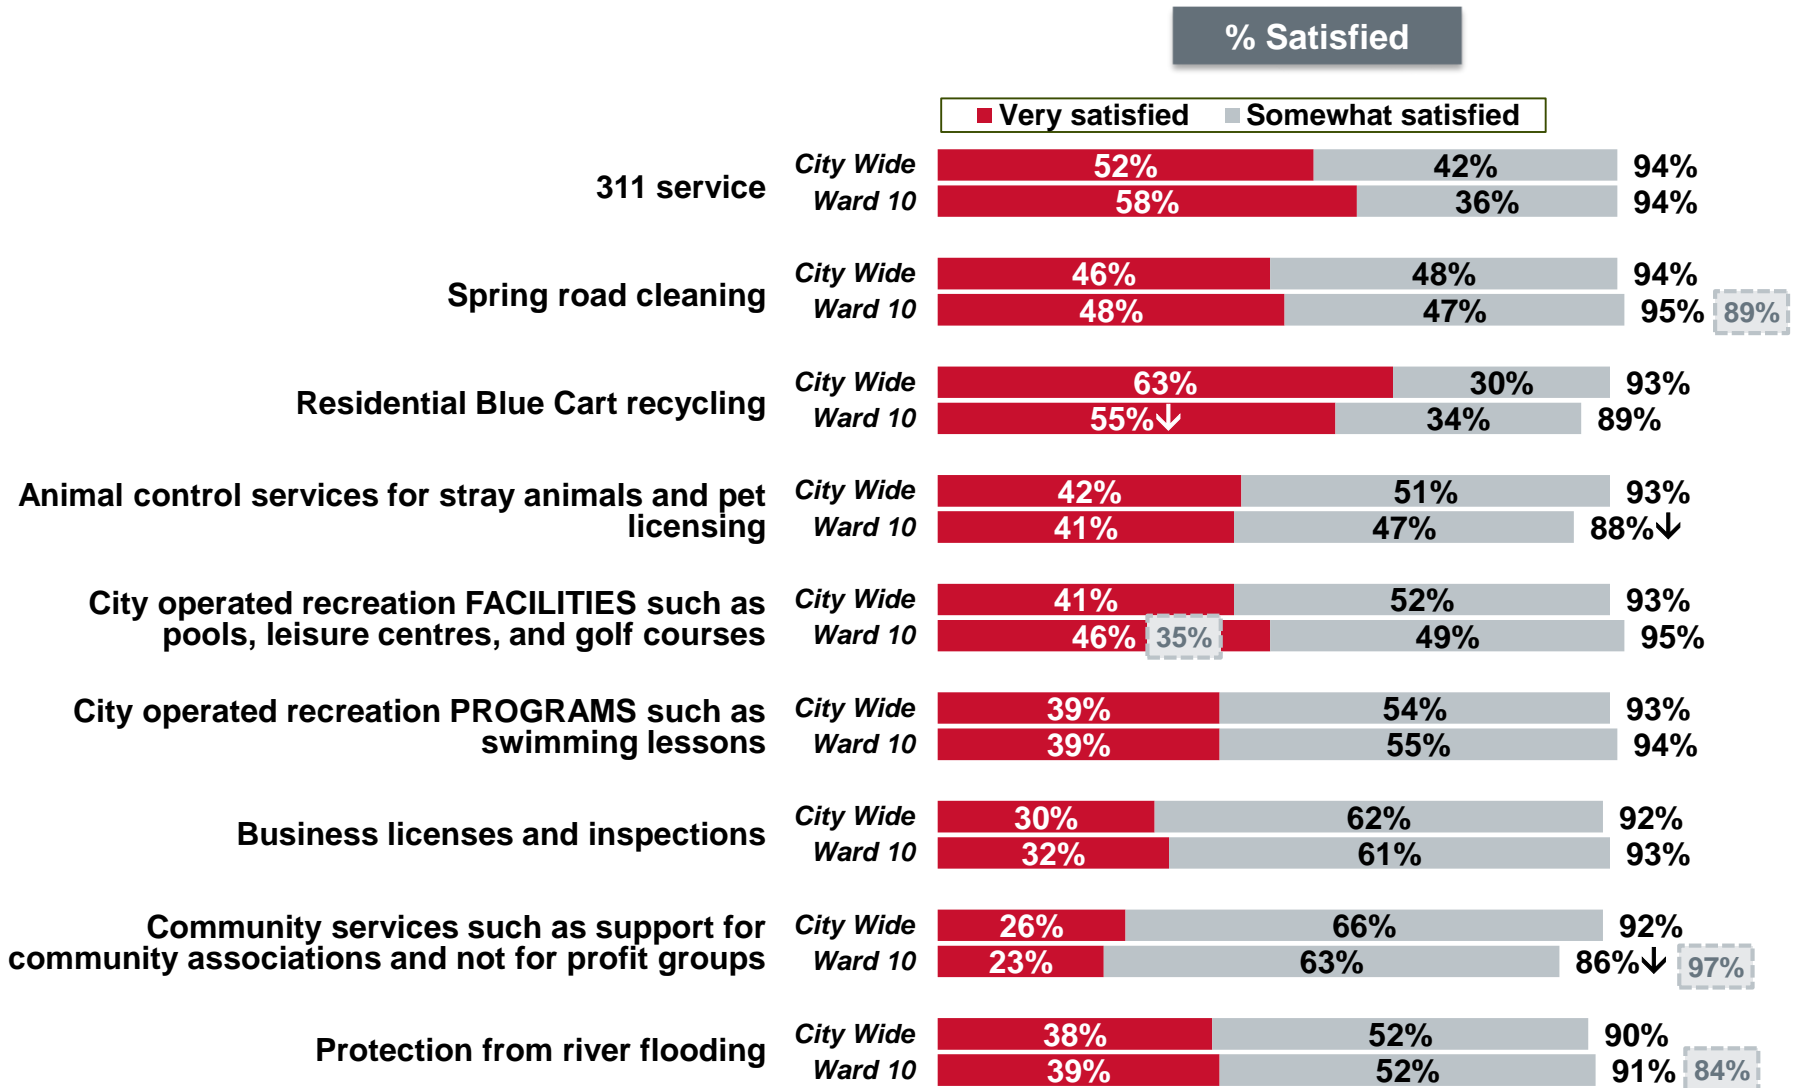 % Satisfied
Very satisfied Somewhat satisfied
311 service
City Wide 52% 42% 94%
Ward 10 58% 36% 94%
Spring road cleaning
City Wide 46% 48% 94%
Ward 10 48% 47% 95% 89%
Residential Blue Cart recycling
City Wide 63% 30% 93%
Ward 10 55%↓ 34% 89%
Animal control services for stray animals and pet
licensing
City Wide 42% 51% 93%
Ward 10 41% 47% 88%↓
City operated recreation FACILITIES such as
pools, leisure centres, and golf courses
City Wide 41% 52% 93%
Ward 10 46% 35% 49% 95%
City operated recreation PROGRAMS such as
swimming lessons
City Wide 39% 54% 93%
Ward 10 39% 55% 94%
Business licenses and inspections
City Wide 30% 62% 92%
Ward 10 32% 61% 93%
Community services such as support for
community associations and not for profit groups
City Wide 26% 66% 92%
Ward 10 23% 63% 86%↓ 97%
Protection from river flooding
City Wide 38% 52% 90%
Ward 10 39% 52% 91% 84%